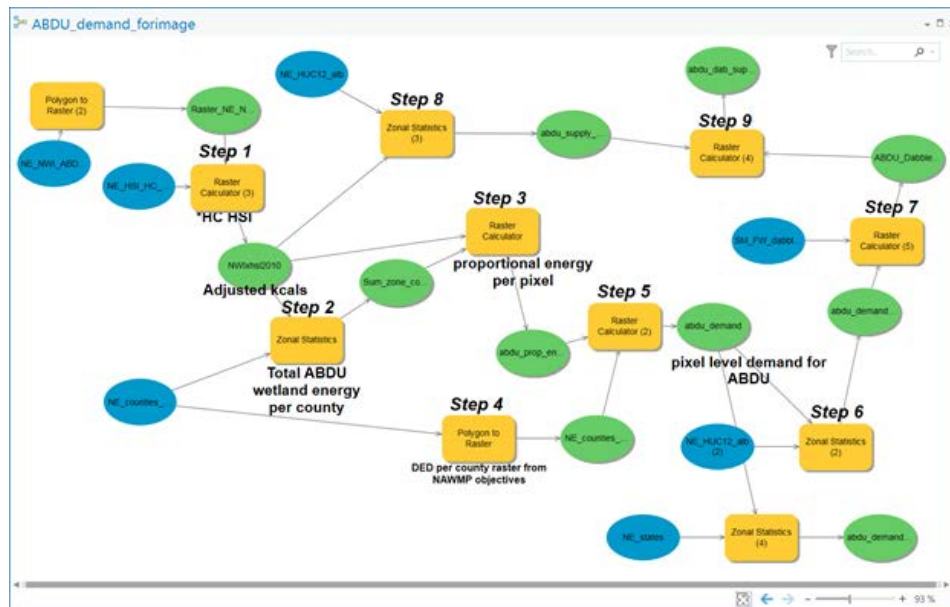 ABDU_demand_forimage
Search...
NE_HUC12_alb
abdu_dab_sup...
Polygon to
Raster (2)
Raster_NE_N...
Step 8
Zonal Statistics
(3)
Step 9
Raster
Calculator (4)
abdu_supply_...
Step 1
NE_NWI_ABD...
NE_HSI_HC_...
Raster
Calculator (3)
*HC HSI
ABDU_Dabble...
Step 3
Raster
Calculator
proportional energy
per pixel
Step 7
SM_FW_dabbl...
Raster
Calculator (5)
NWIxhsi2010
Adjusted kcals
Sum_zone_co...
Step 2
Zonal Statistics
Total ABDU
wetland energy
per county
Step 5
Raster
Calculator (2)
abdu_demand
abdu_demand...
pixel level demand for
ABDU
abdu_prop_en...
NE_counties_...
Step 4
Polygon to
Raster
DED per county raster from
NAWMP objectives
NE_counties_...
Step 6
NE_HUC12_alb
(2)
Zonal Statistics
(2)
NE_states
Zonal Statistics
(4)
abdu_demand...
93 %